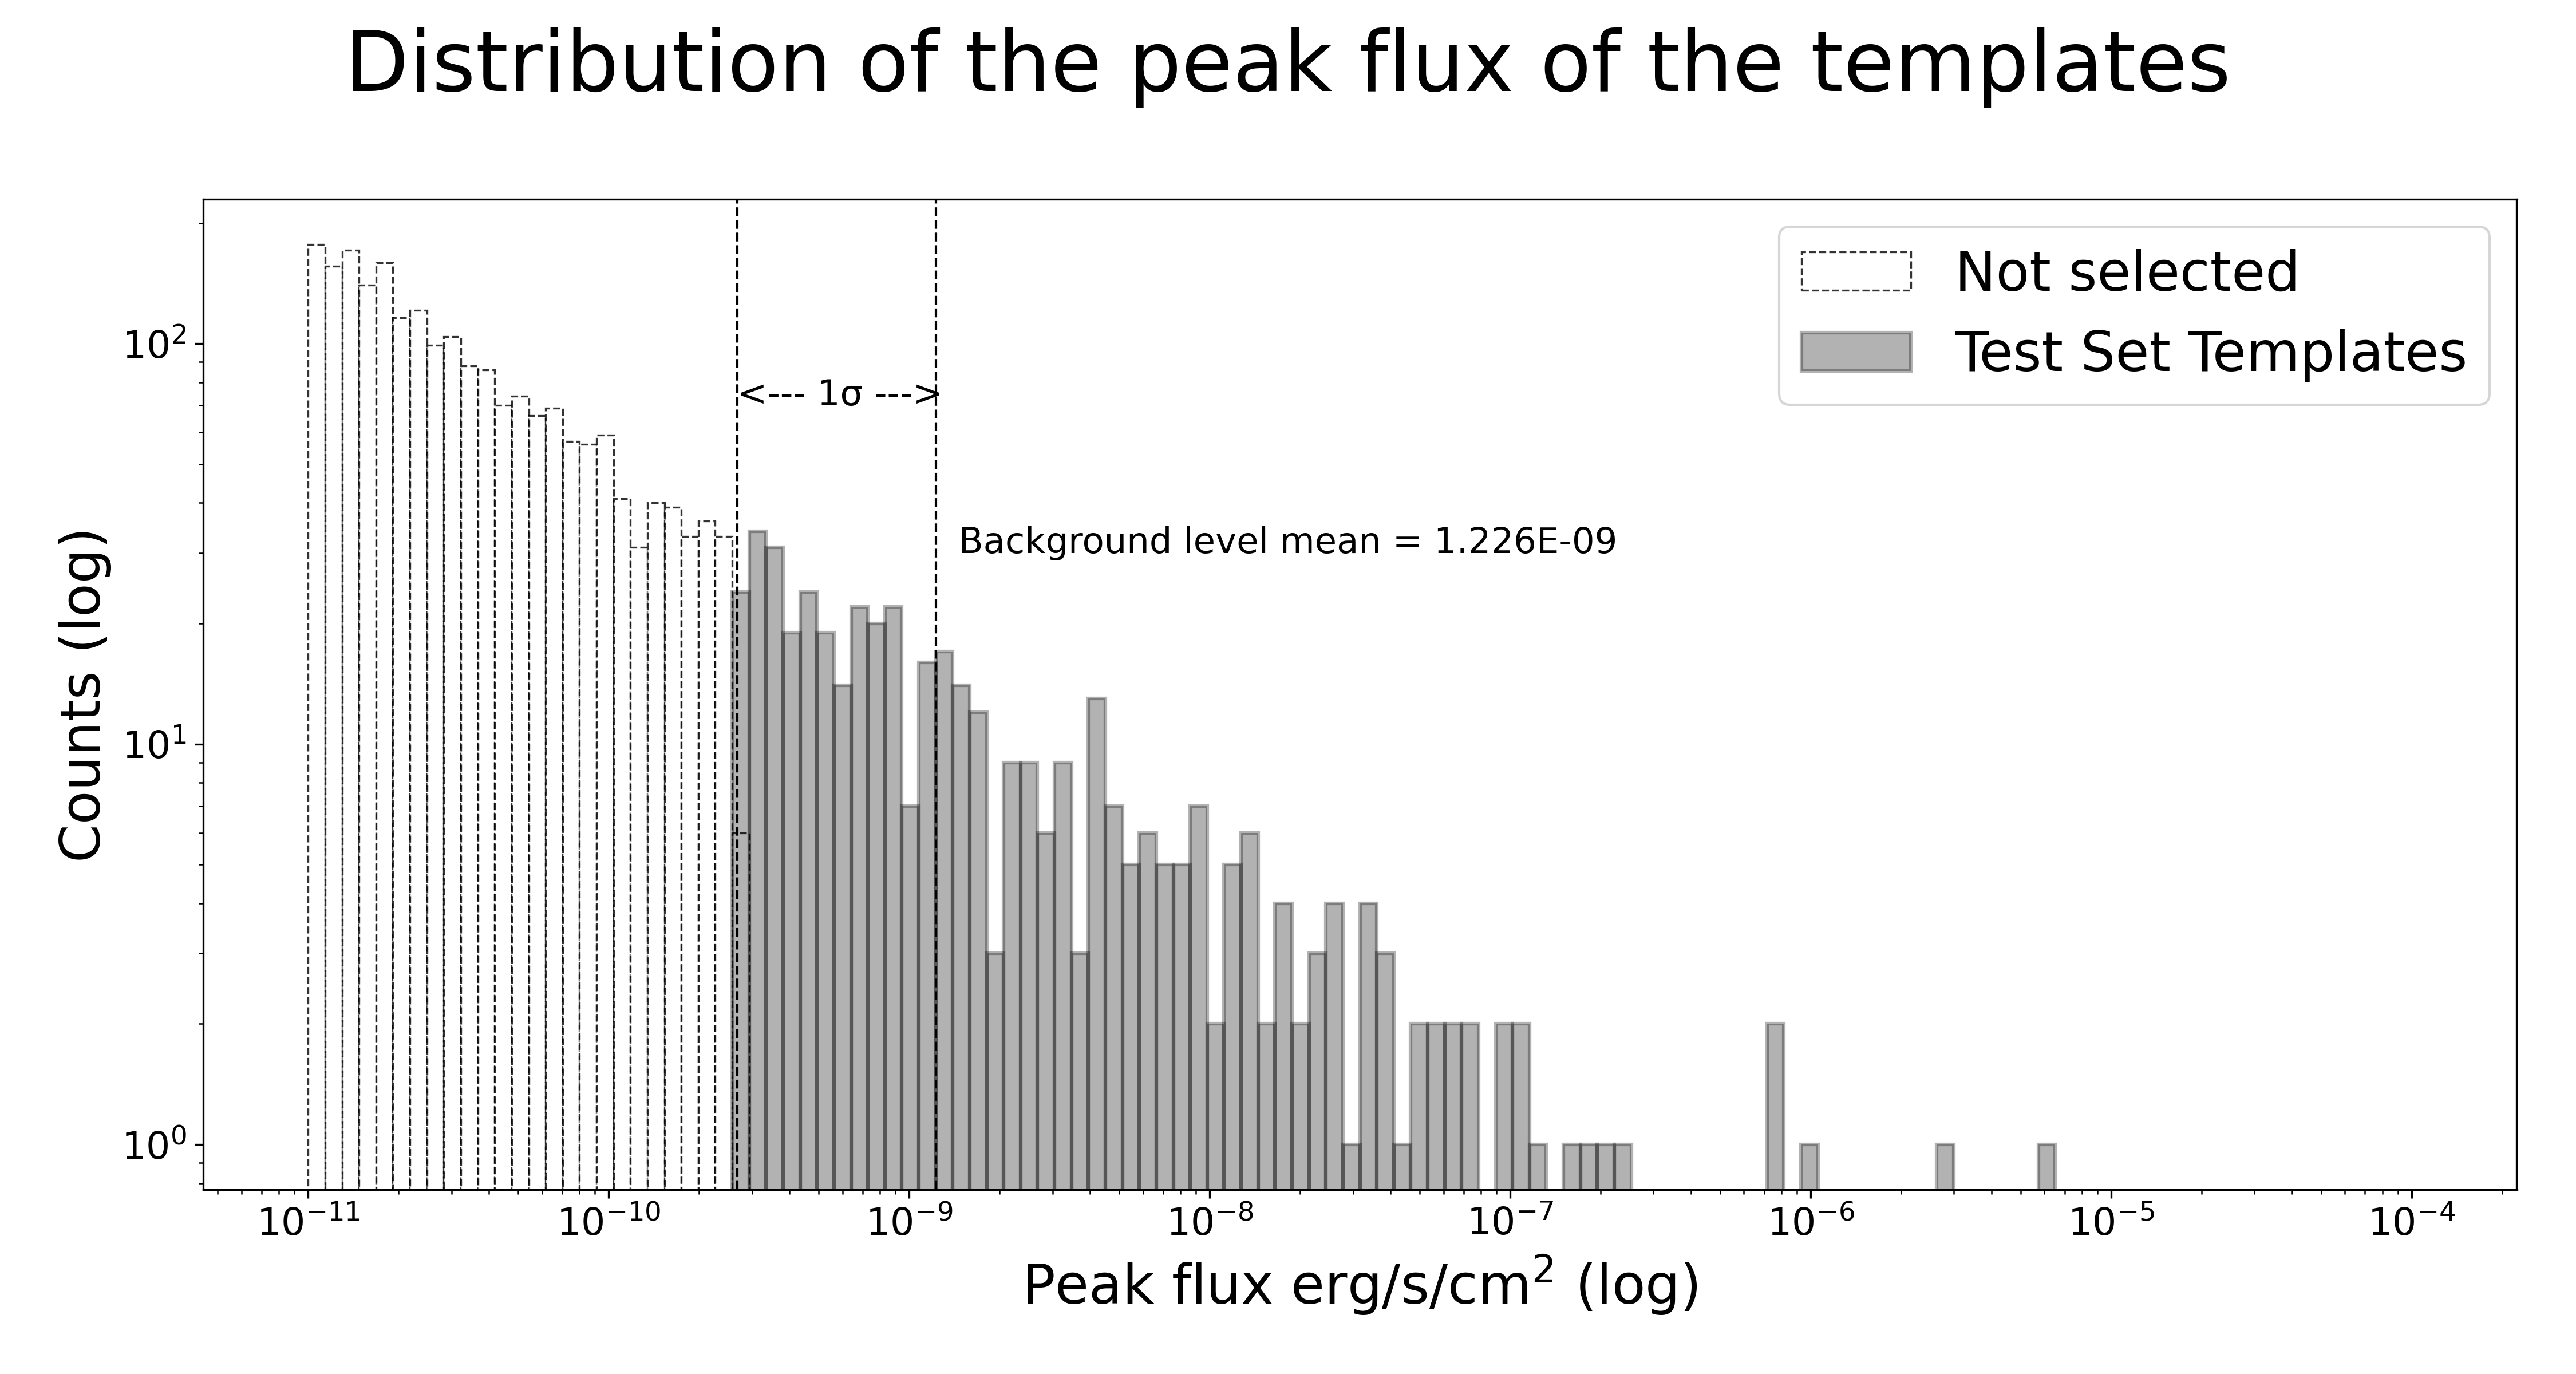 Distribution of the peak flux of the templates
Not selected
Test Set Templates
<--- 1σ --->
Background level mean = 1.226E-09
Counts (log)
10²
10¹
10⁰
10⁻¹¹ 10⁻¹⁰ 10⁻⁹ 10⁻⁸ 10⁻⁷ 10⁻⁶ 10⁻⁵ 10⁻⁴
Peak flux erg/s/cm² (log)